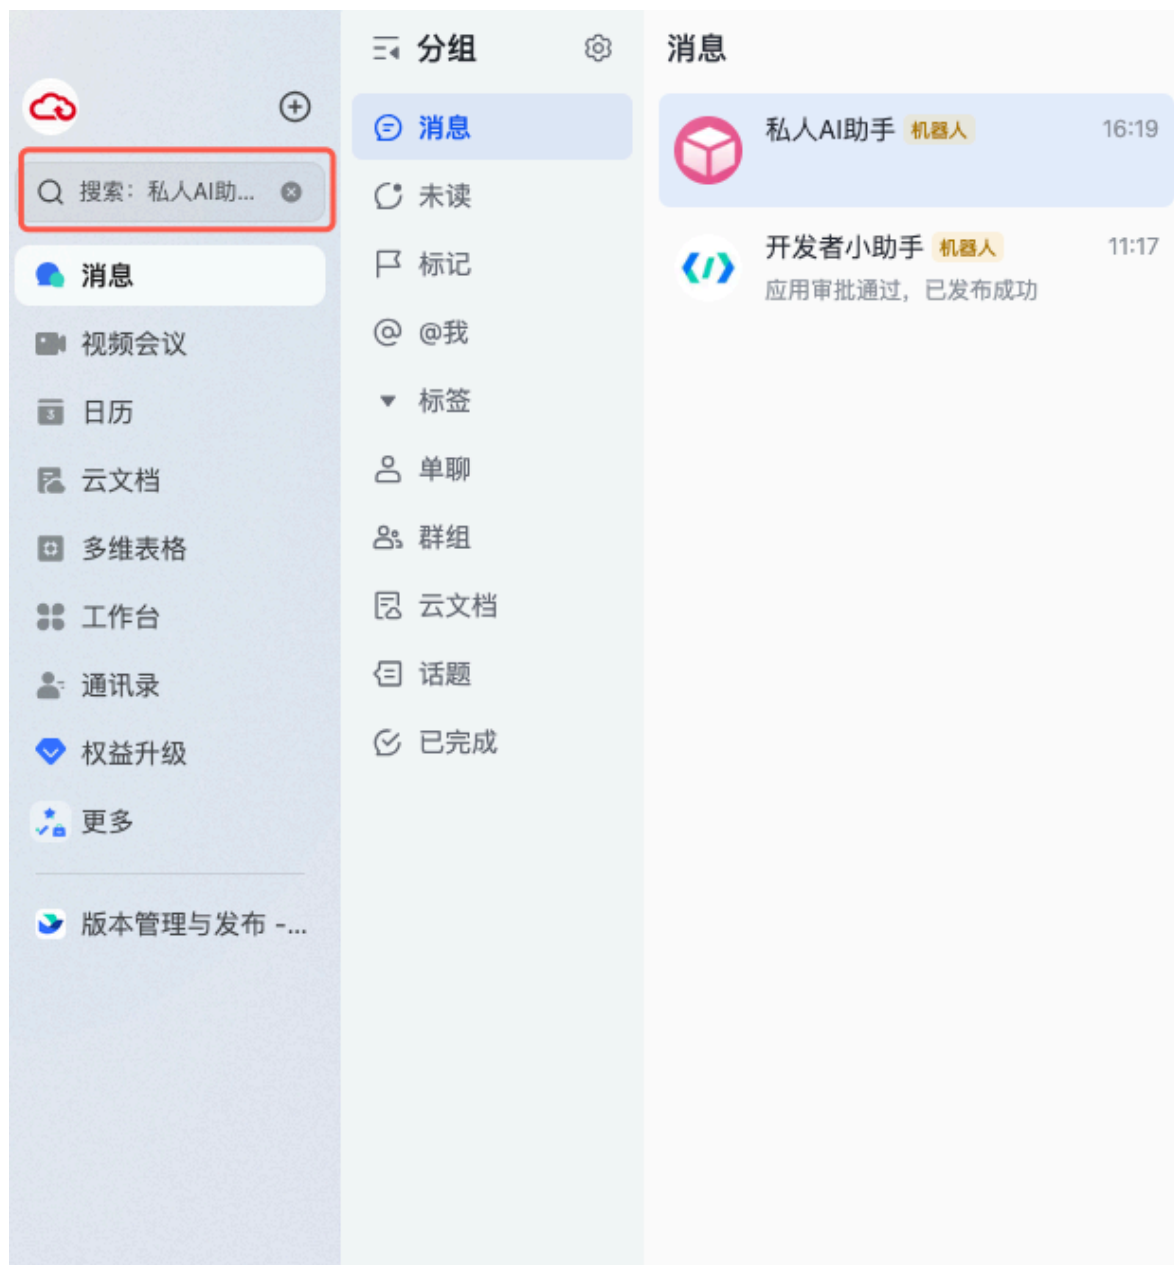 搜索：私人AI助...
消息
视频会议
3
日历
云文档
多维表格
工作台
通讯录
权益升级
更多
版本管理与发布 -...
分组
消息
未读
标记
@我
标签
单聊
群组
云文档
话题
已完成
消息
私人AI助手 机器人 16:19
开发者小助手 机器人 11:17
应用审批通过，已发布成功